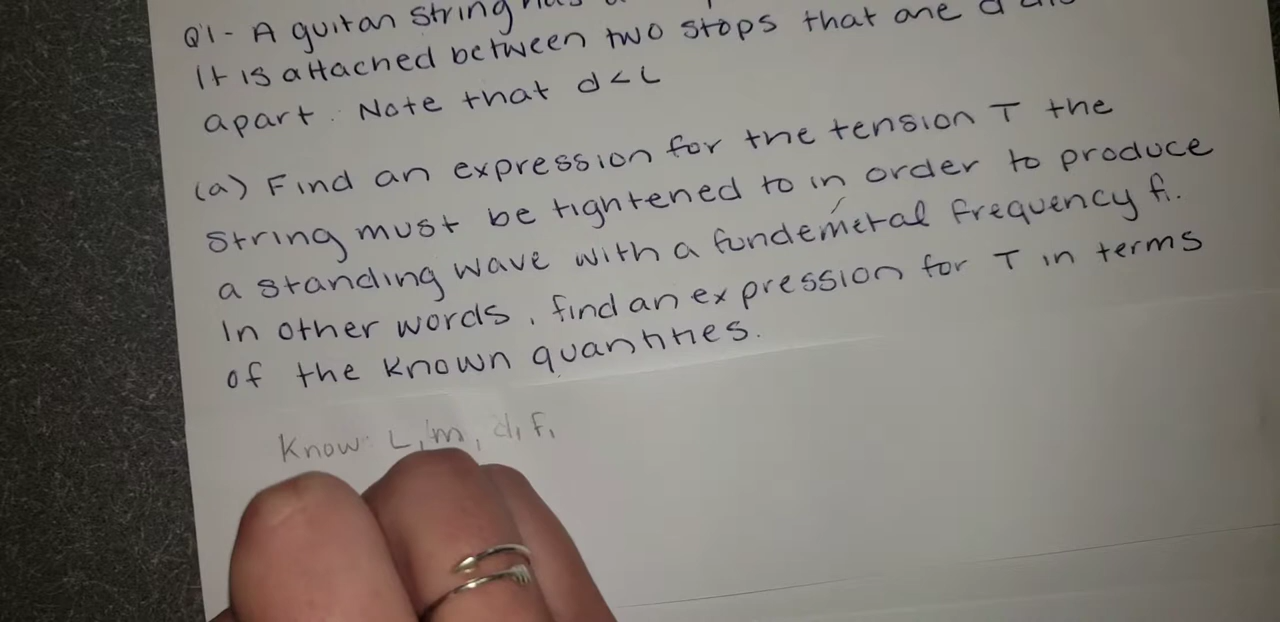 Q1- A guitan string
It is attached between two stops that are d
apart. Note that d<L
(a) Find an expression for the tension T the
string must be tightened to in order to produce
a standing wave with a fundemetal frequency f1.
In other words, find an expression for T in terms
of the known quantities.
Know: L, m, d, f1